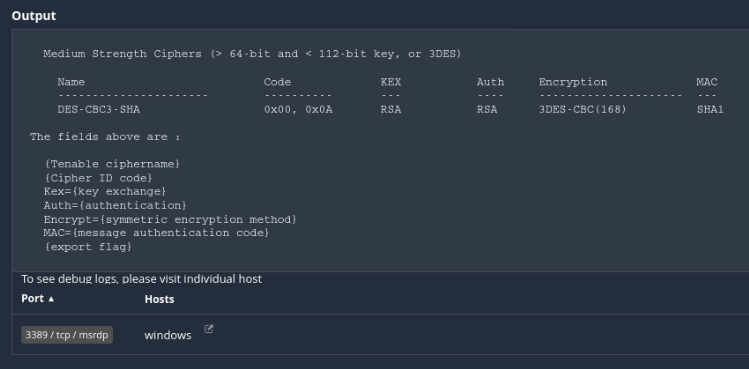 Output
Medium Strength Ciphers (> 64-bit and < 112-bit key, or 3DES)
Name Code KEX Auth Encryption MAC
---------------------- ---------- --- ---- --------------------- ---
DES-CBC3-SHA 0x00, 0x0A RSA RSA 3DES-CBC(168) SHA1
The fields above are :
{Tenable ciphername}
{Cipher ID code}
Kex={key exchange}
Auth={authentication}
Encrypt={symmetric encryption method}
MAC={message authentication code}
{export flag}
To see debug logs, please visit individual host
Port ▲ Hosts
3389 / tcp / msrdp windows